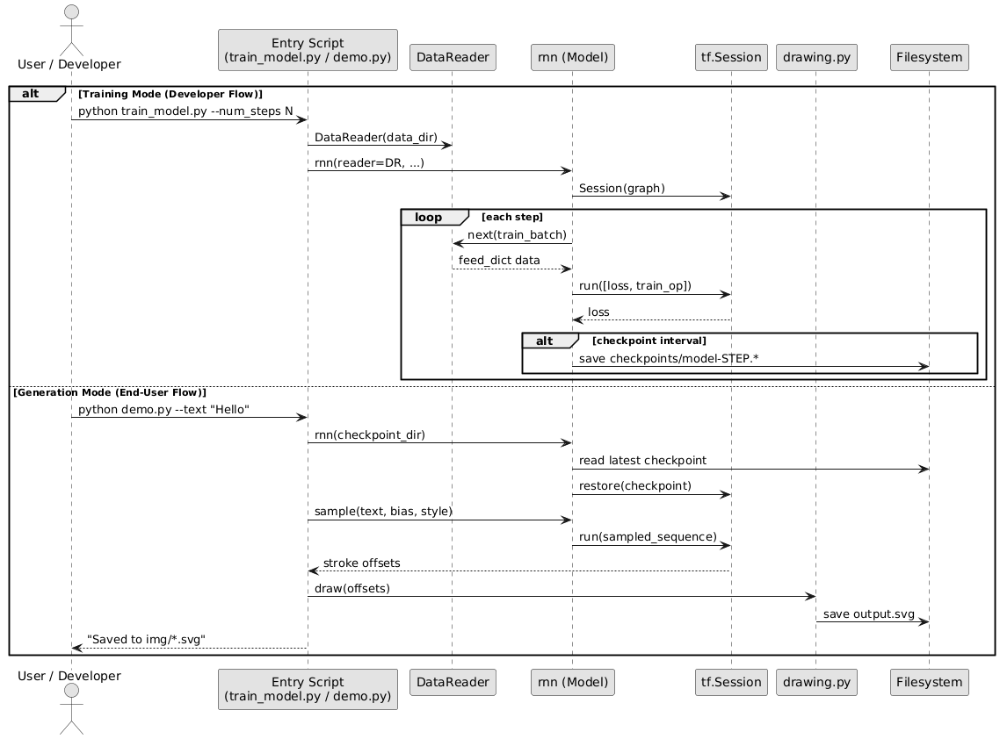 User / Developer
Entry Script
(train_model.py / demo.py)
DataReader
rnn (Model)
tf.Session
drawing.py
Filesystem
alt
[Training Mode (Developer Flow)]
python train_model.py --num_steps N
DataReader(data_dir)
rnn(reader=DR, ...)
Session(graph)
loop
[each step]
next(train_batch)
feed_dict data
run([loss, train_op])
loss
alt
[checkpoint interval]
save checkpoints/model-STEP.*
[Generation Mode (End-User Flow)]
python demo.py --text "Hello"
rnn(checkpoint_dir)
read latest checkpoint
restore(checkpoint)
sample(text, bias, style)
run(sampled_sequence)
stroke offsets
draw(offsets)
save output.svg
"Saved to img/*.svg"
User / Developer
Entry Script
(train_model.py / demo.py)
DataReader
rnn (Model)
tf.Session
drawing.py
Filesystem